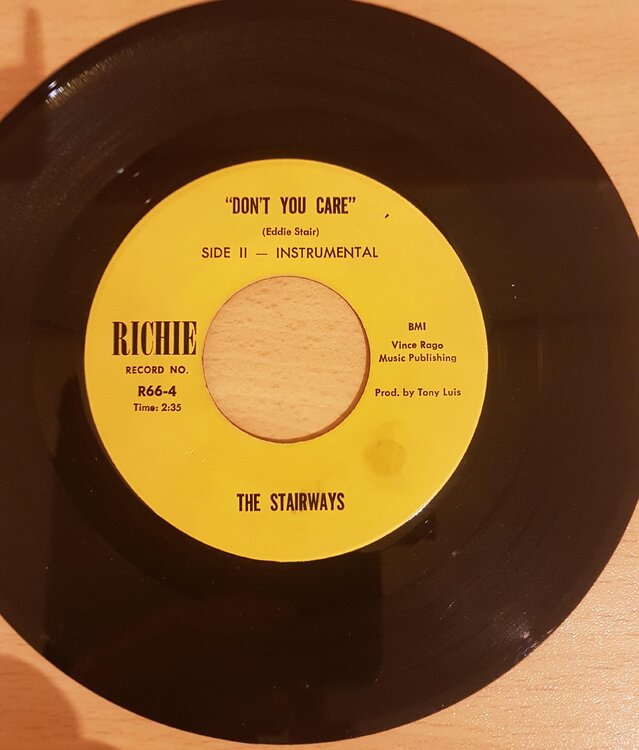 "DON'T YOU CARE"
(Eddie Stair)
SIDE II — INSTRUMENTAL
RICHIE
RECORD NO.
R66-4
Time: 2:35
BMI
Vince Rago
Music Publishing
Prod. by Tony Luis
THE STAIRWAYS